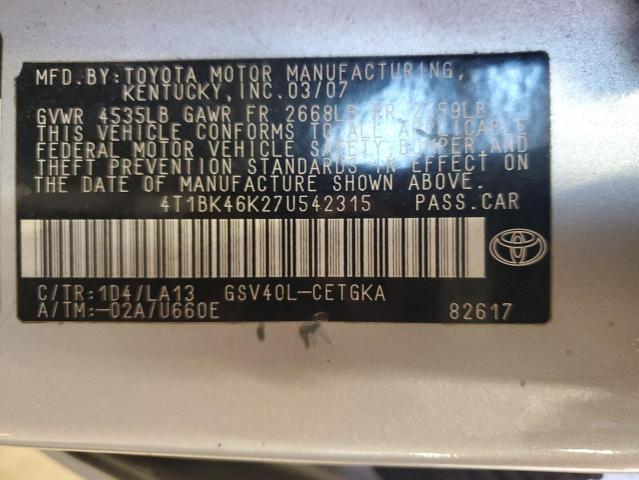 MFD.BY:TOYOTA MOTOR MANUFACTURING,
KENTUCKY,INC.03/07
GVWR 4535LB GAWR FR 2668LB RR
THIS VEHICLE CONFORMS TO ALL APPLICABLE
FEDERAL MOTOR VEHICLE SAFETY, BUMPER AND
THEFT PREVENTION STANDARDS IN EFFECT ON
THE DATE OF MANUFACTURE SHOWN ABOVE.
4T1BK46K27U542315 PASS.CAR
C/TR:1D4/LA13 GSV40L-CETGKA
A/TM:-02A/U660E 82617